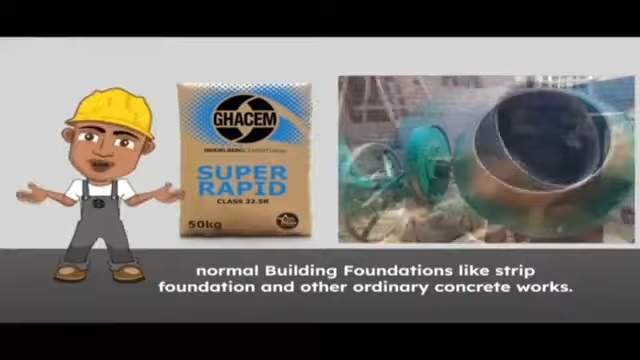 GHACEM
SUPER
RAPID
CLASS 32.5R
50kg
normal Building Foundations like strip
foundation and other ordinary concrete works.